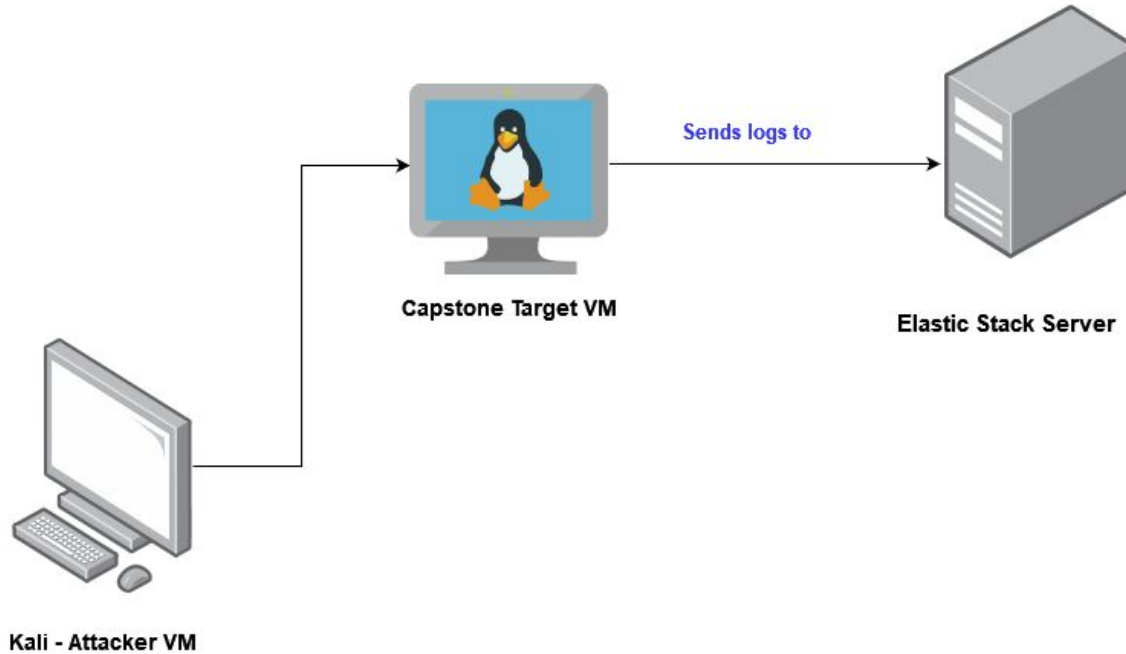 Sends logs to
Capstone Target VM
Elastic Stack Server
Kali - Attacker VM